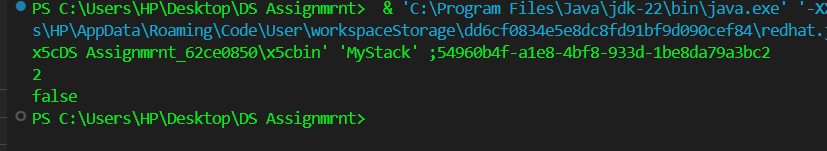 PS C:\Users\HP\Desktop\DS Assignmrnt>  & 'C:\Program Files\Java\jdk-22\bin\java.exe' '-X
s\HP\AppData\Roaming\Code\User\workspaceStorage\dd6cf0834e5e8dc8fd91bf9d090cef84\redhat.
x5cDS Assignmrnt_62ce0850\x5cbin' 'MyStack' ;54960b4f-a1e8-4bf8-933d-1be8da79a3bc2
2
false
PS C:\Users\HP\Desktop\DS Assignmrnt>